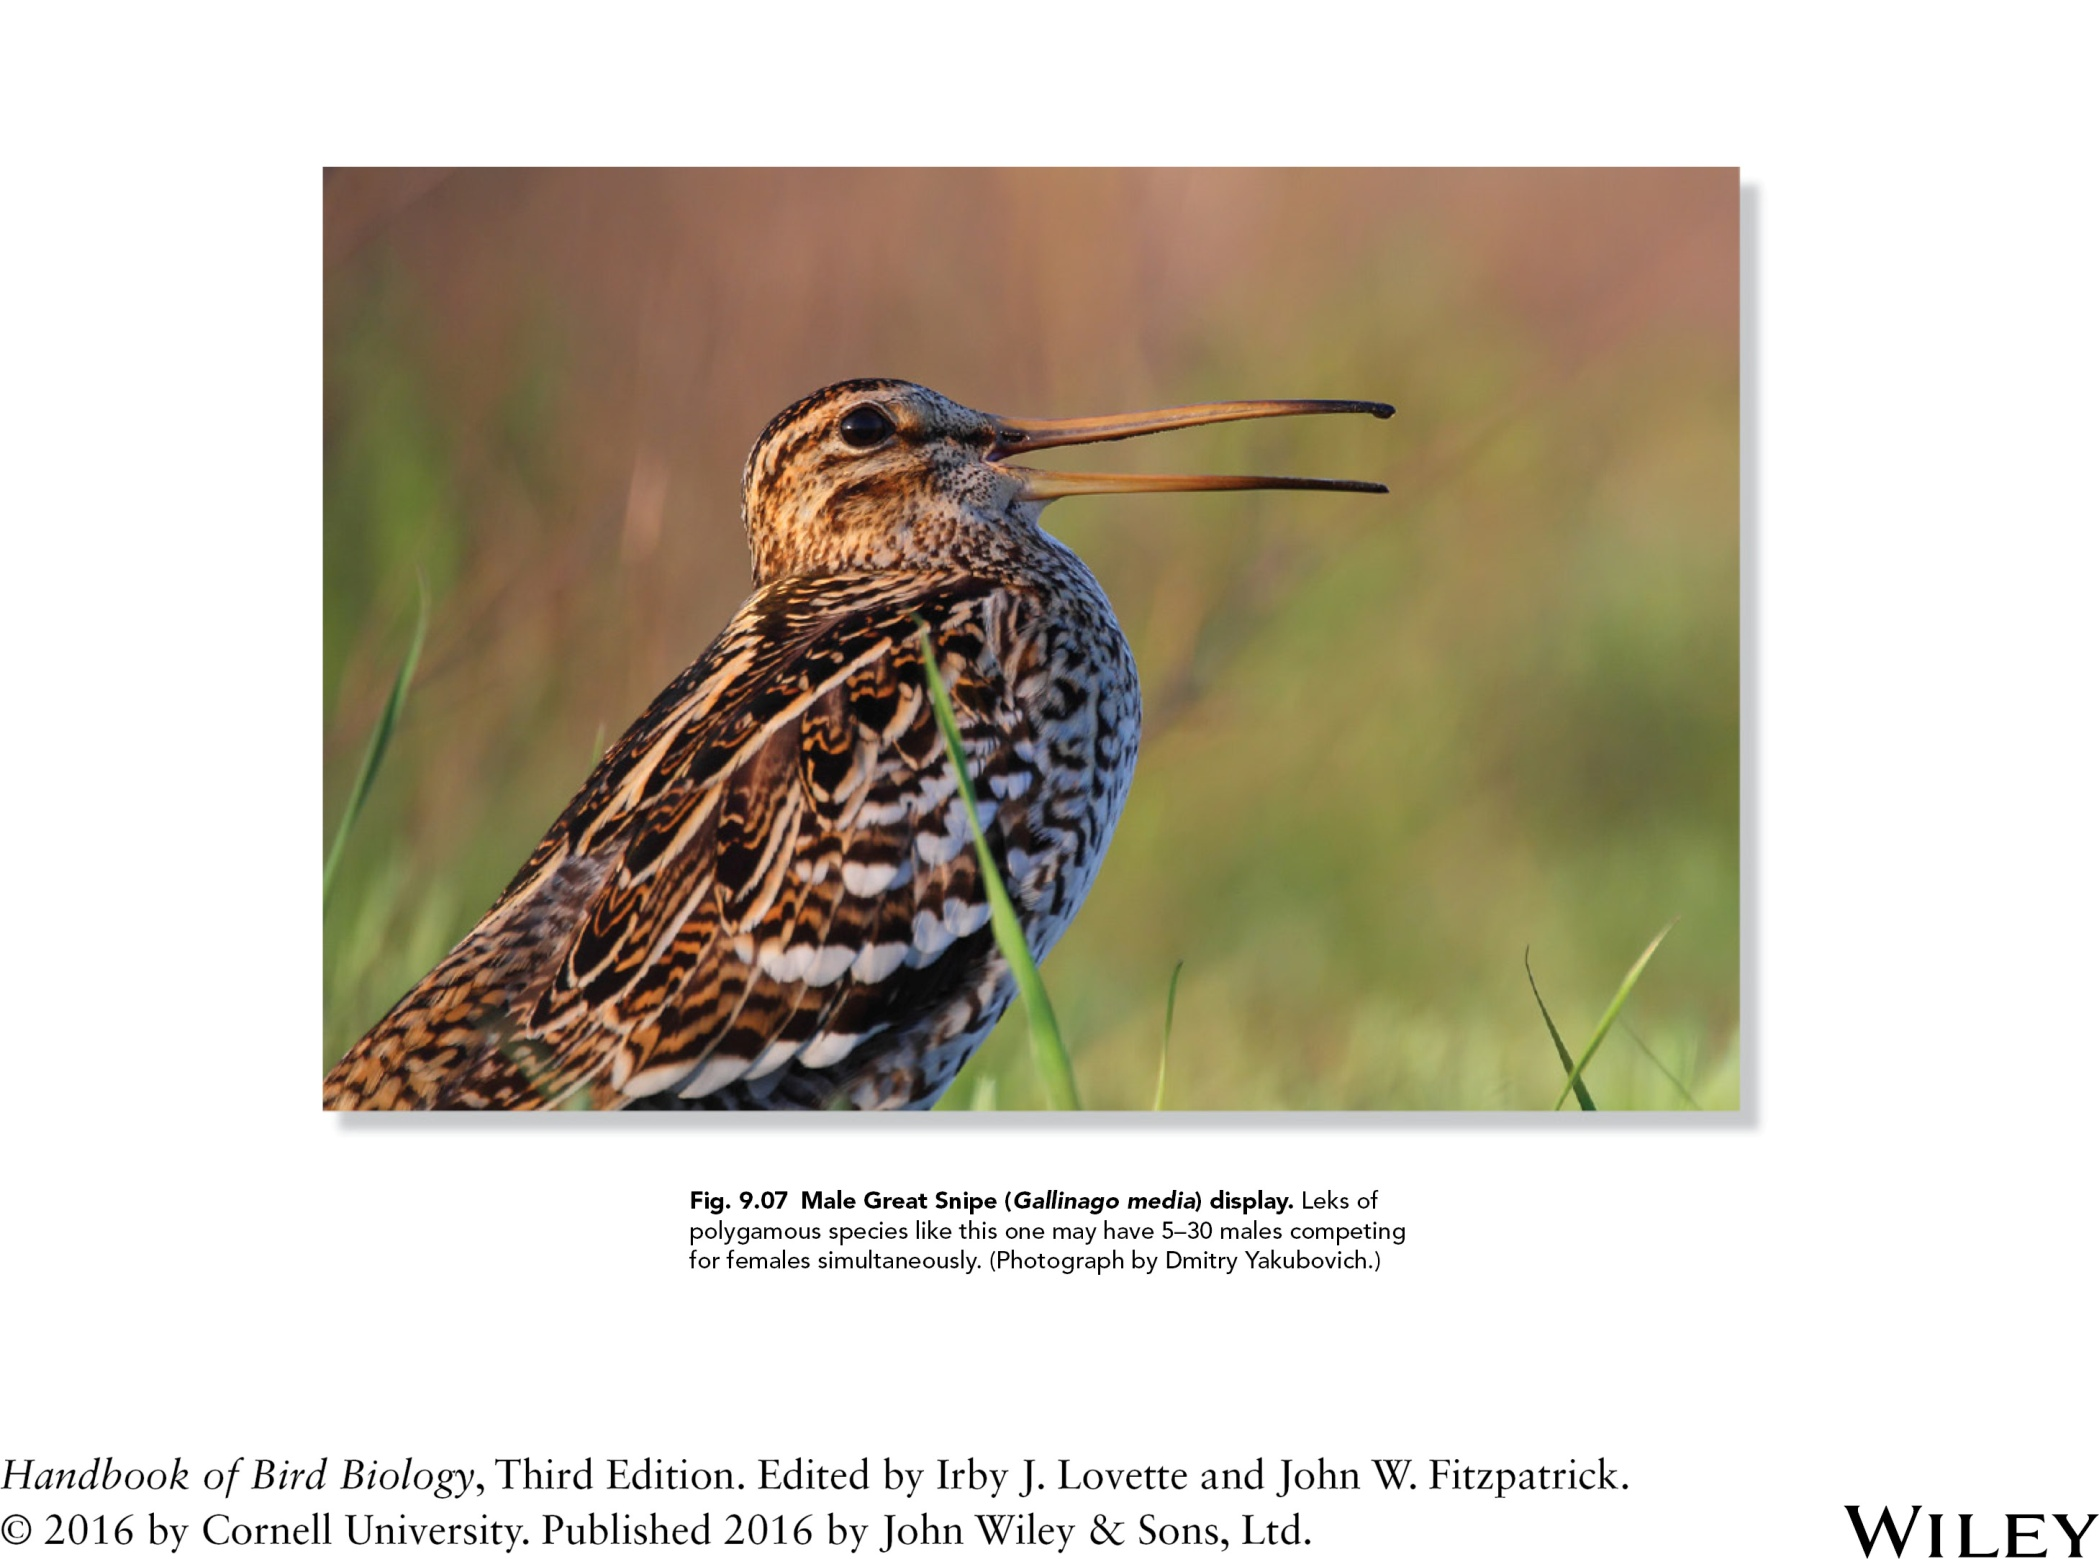 Fig. 9.07 Male Great Snipe (Gallinago media) display. Leks of
polygamous species like this one may have 5–30 males competing
for females simultaneously. (Photograph by Dmitry Yakubovich.)
Handbook of Bird Biology, Third Edition. Edited by Irby J. Lovette and John W. Fitzpatrick.
© 2016 by Cornell University. Published 2016 by John Wiley & Sons, Ltd.
WILEY